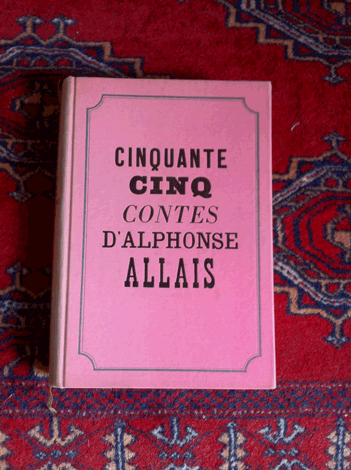 CINQUANTE
CINQ
CONTES
D'ALPHONSE
ALLAIS